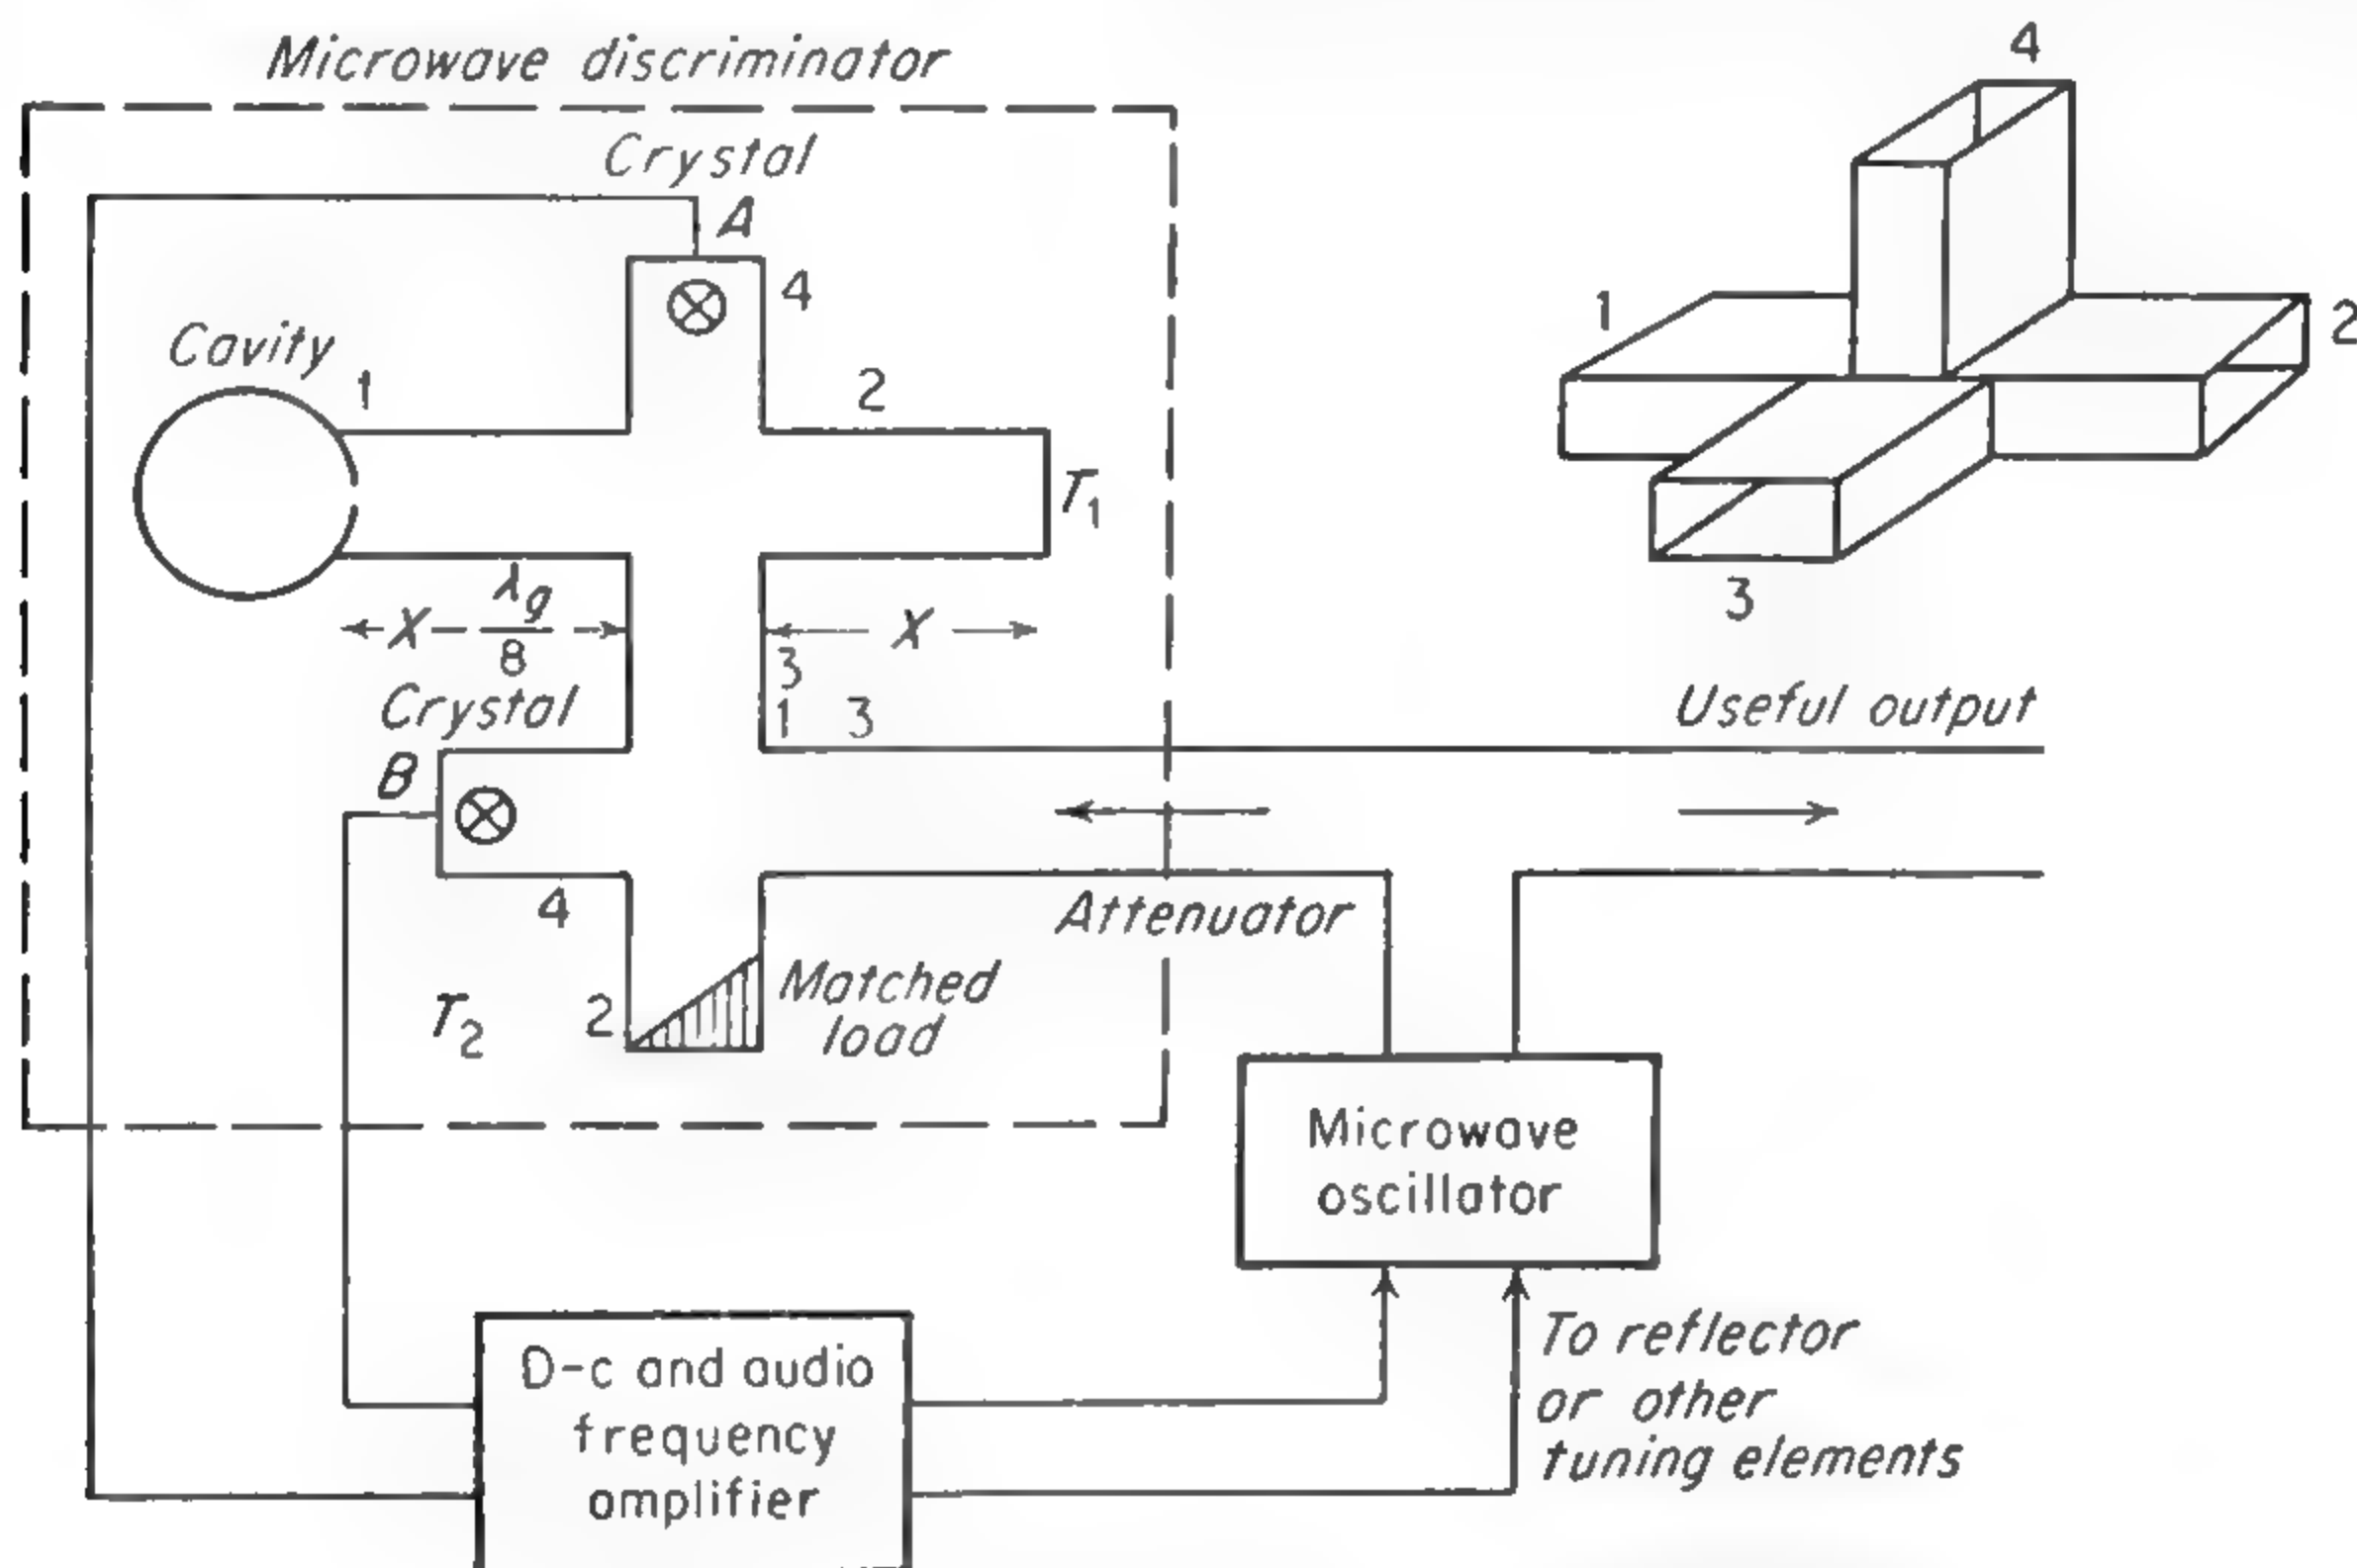 Microwave discriminator
4
Crystal
A
4
Cavity
1
2
1
2
T1
X
λg
8
X
3
3
Crystal
1
3
Useful output
B
4
Attenuator
T2
2
Matched
load
Microwave
oscillator
D-c and audio
frequency
amplifier
To reflector
or other
tuning elements